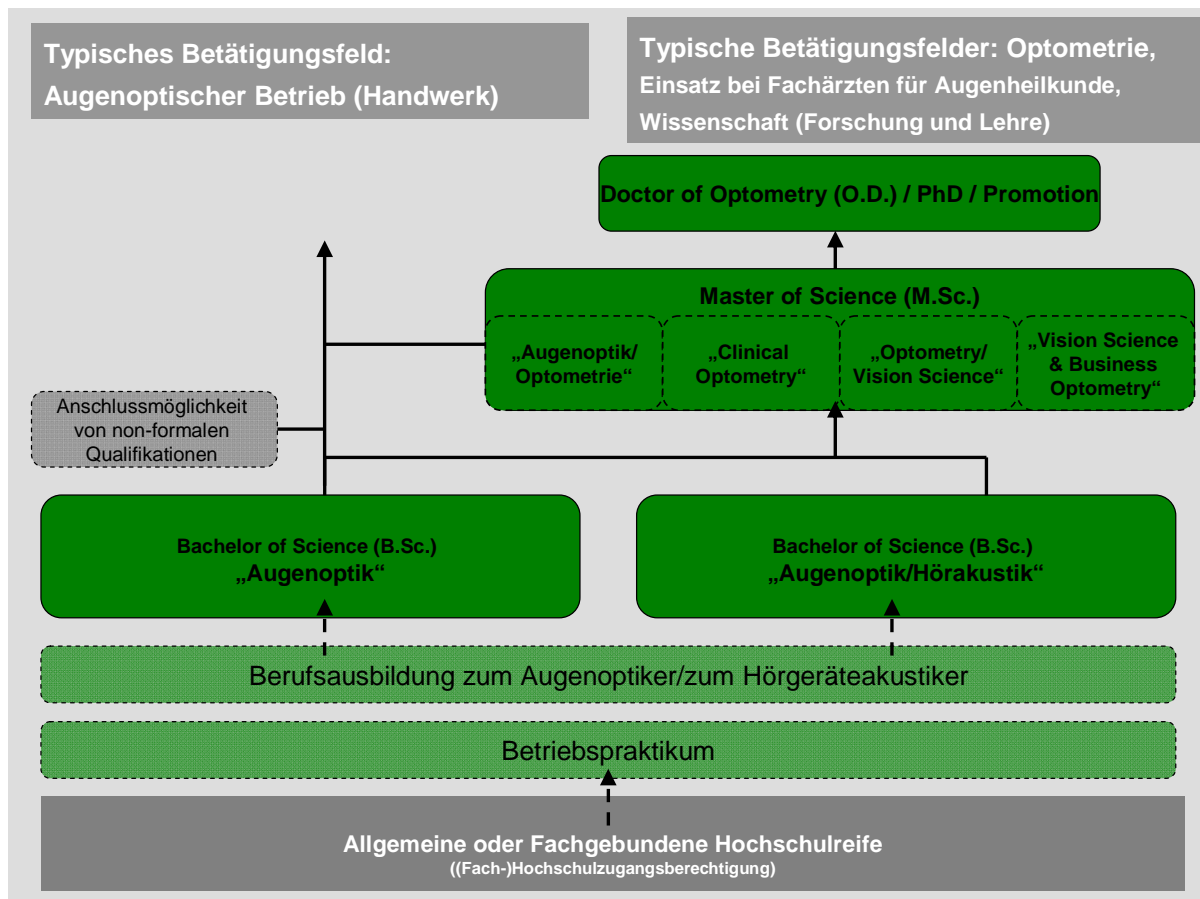 Typisches Betätigungsfeld:
Augenoptischer Betrieb (Handwerk)
Typische Betätigungsfelder: Optometrie,
Einsatz bei Fachärzten für Augenheilkunde,
Wissenschaft (Forschung und Lehre)
Doctor of Optometry (O.D.) / PhD / Promotion
Master of Science (M.Sc.)
„Augenoptik/
Optometrie“
„Clinical
Optometry“
„Optometry/
Vision Science“
„Vision Science
& Business
Optometry“
Anschlussmöglichkeit
von non-formalen
Qualifikationen
Bachelor of Science (B.Sc.)
„Augenoptik“
Bachelor of Science (B.Sc.)
„Augenoptik/Hörakustik“
Berufsausbildung zum Augenoptiker/zum Hörgeräteakustiker
Betriebspraktikum
Allgemeine oder Fachgebundene Hochschulreife
((Fach-)Hochschulzugangsberechtigung)